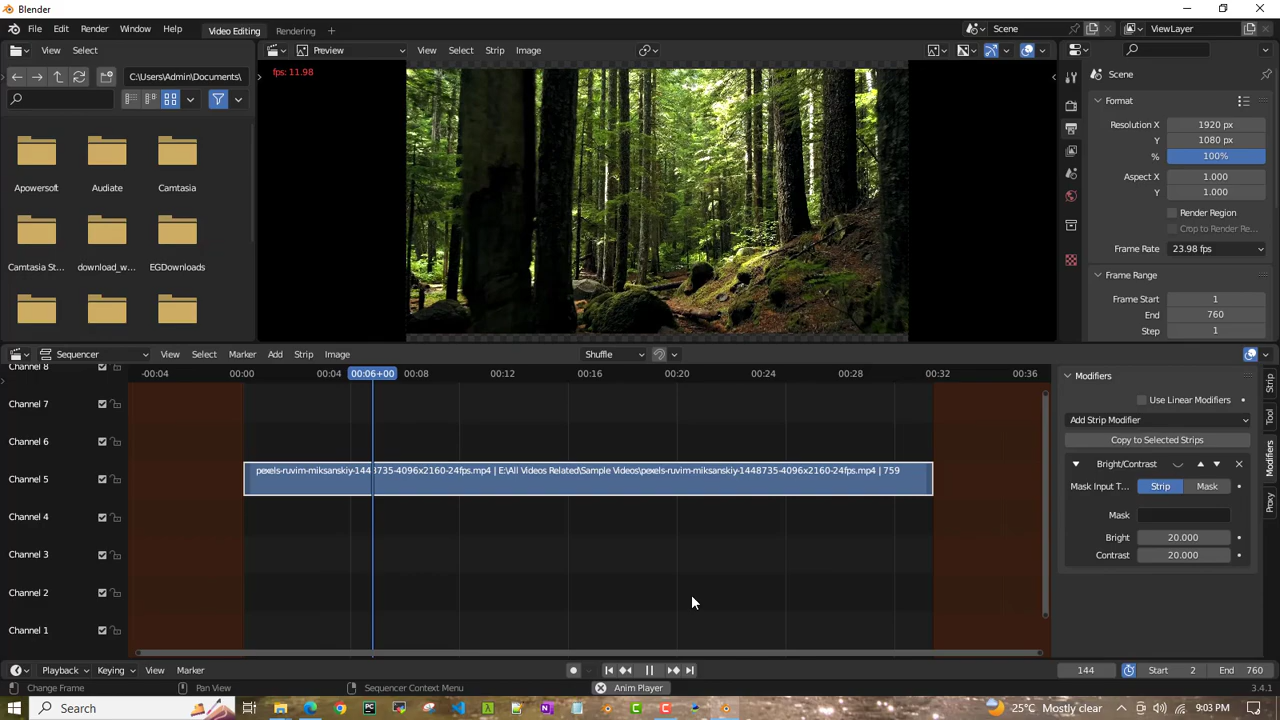 Blender
File Edit Render Window Help Video Editing Rendering + Scene ViewLayer
View Select Preview View Select Strip Image
C:\Users\Admin\Documents\
fps: 11.98
Scene
Apowersoft Audiate Camtasia
Camtasia St... download_w... EGDownloads
Format
Resolution X 1920 px
Y 1080 px
% 100%
Aspect X 1.000
Y 1.000
Render Region
Crop to Render Re...
Frame Rate 23.98 fps
Frame Range
Frame Start 1
End 760
Step 1
Sequencer View Select Marker Add Strip Image Shuffle
-00:04 00:00 00:04 00:06+00 00:08 00:12 00:16 00:20 00:24 00:28 00:32 00:36
Channel 8
Channel 7
Channel 6
Channel 5
Channel 4
Channel 3
Channel 2
Channel 1
pexels-ruvim-miksanskiy-1448735-4096x2160-24fps.mp4 | E:\All Videos Related\Sample Videos\pexels-ruvim-miksanskiy-1448735-4096x2160-24fps.mp4 | 759
Modifiers
Use Linear Modifiers
Add Strip Modifier
Copy to Selected Strips
Bright/Contrast
Mask Input T... Strip Mask
Mask
Bright 20.000
Contrast 20.000
Strip
Tool
Modifiers
Proxy
Playback Keying View Marker 144 Start 2 End 760
Change Frame Pan View Sequencer Context Menu Anim Player 3.4.1
Search 25°C Mostly clear 9:03 PM